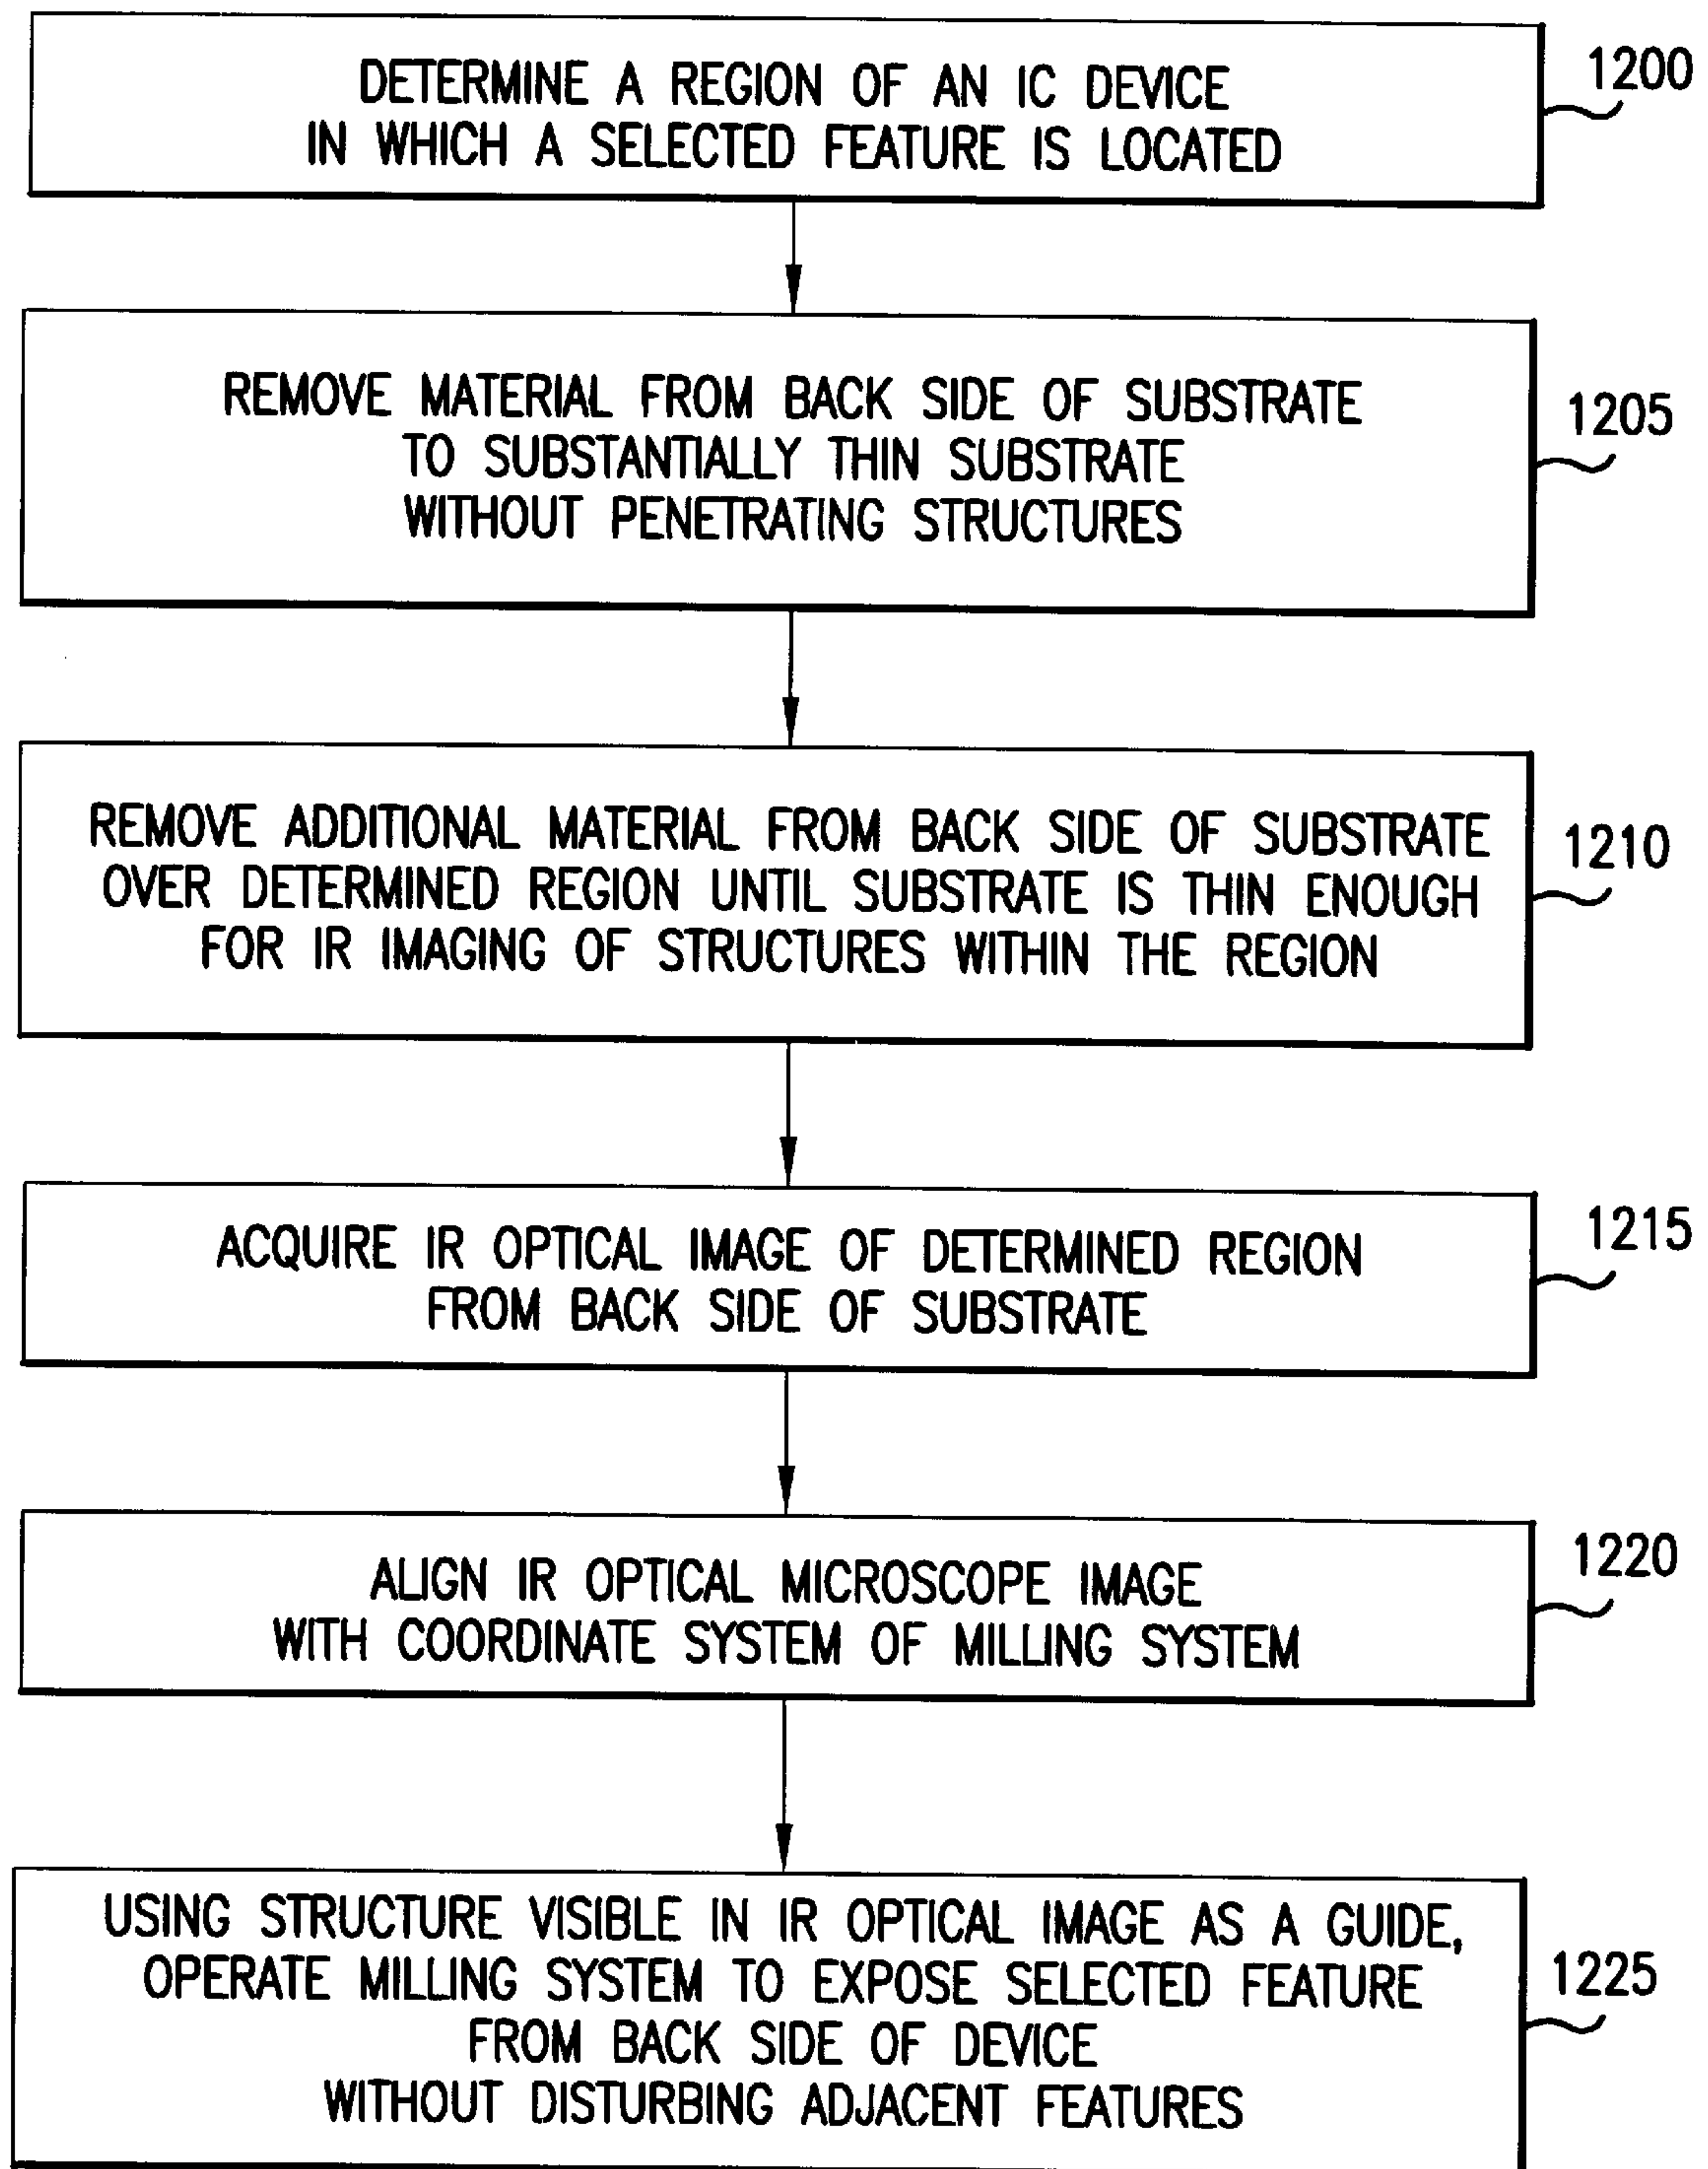 DETERMINE A REGION OF AN IC DEVICE
IN WHICH A SELECTED FEATURE IS LOCATED
1200
REMOVE MATERIAL FROM BACK SIDE OF SUBSTRATE
TO SUBSTANTIALLY THIN SUBSTRATE
WITHOUT PENETRATING STRUCTURES
1205
REMOVE ADDITIONAL MATERIAL FROM BACK SIDE OF SUBSTRATE
OVER DETERMINED REGION UNTIL SUBSTRATE IS THIN ENOUGH
FOR IR IMAGING OF STRUCTURES WITHIN THE REGION
1210
ACQUIRE IR OPTICAL IMAGE OF DETERMINED REGION
FROM BACK SIDE OF SUBSTRATE
1215
ALIGN IR OPTICAL MICROSCOPE IMAGE
WITH COORDINATE SYSTEM OF MILLING SYSTEM
1220
USING STRUCTURE VISIBLE IN IR OPTICAL IMAGE AS A GUIDE,
OPERATE MILLING SYSTEM TO EXPOSE SELECTED FEATURE
FROM BACK SIDE OF DEVICE
WITHOUT DISTURBING ADJACENT FEATURES
1225